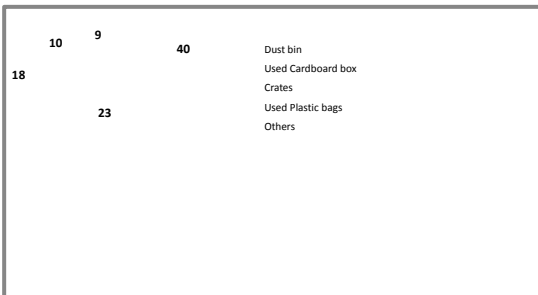 9
10
40
18
23
Dust bin
Used Cardboard box
Crates
Used Plastic bags
Others